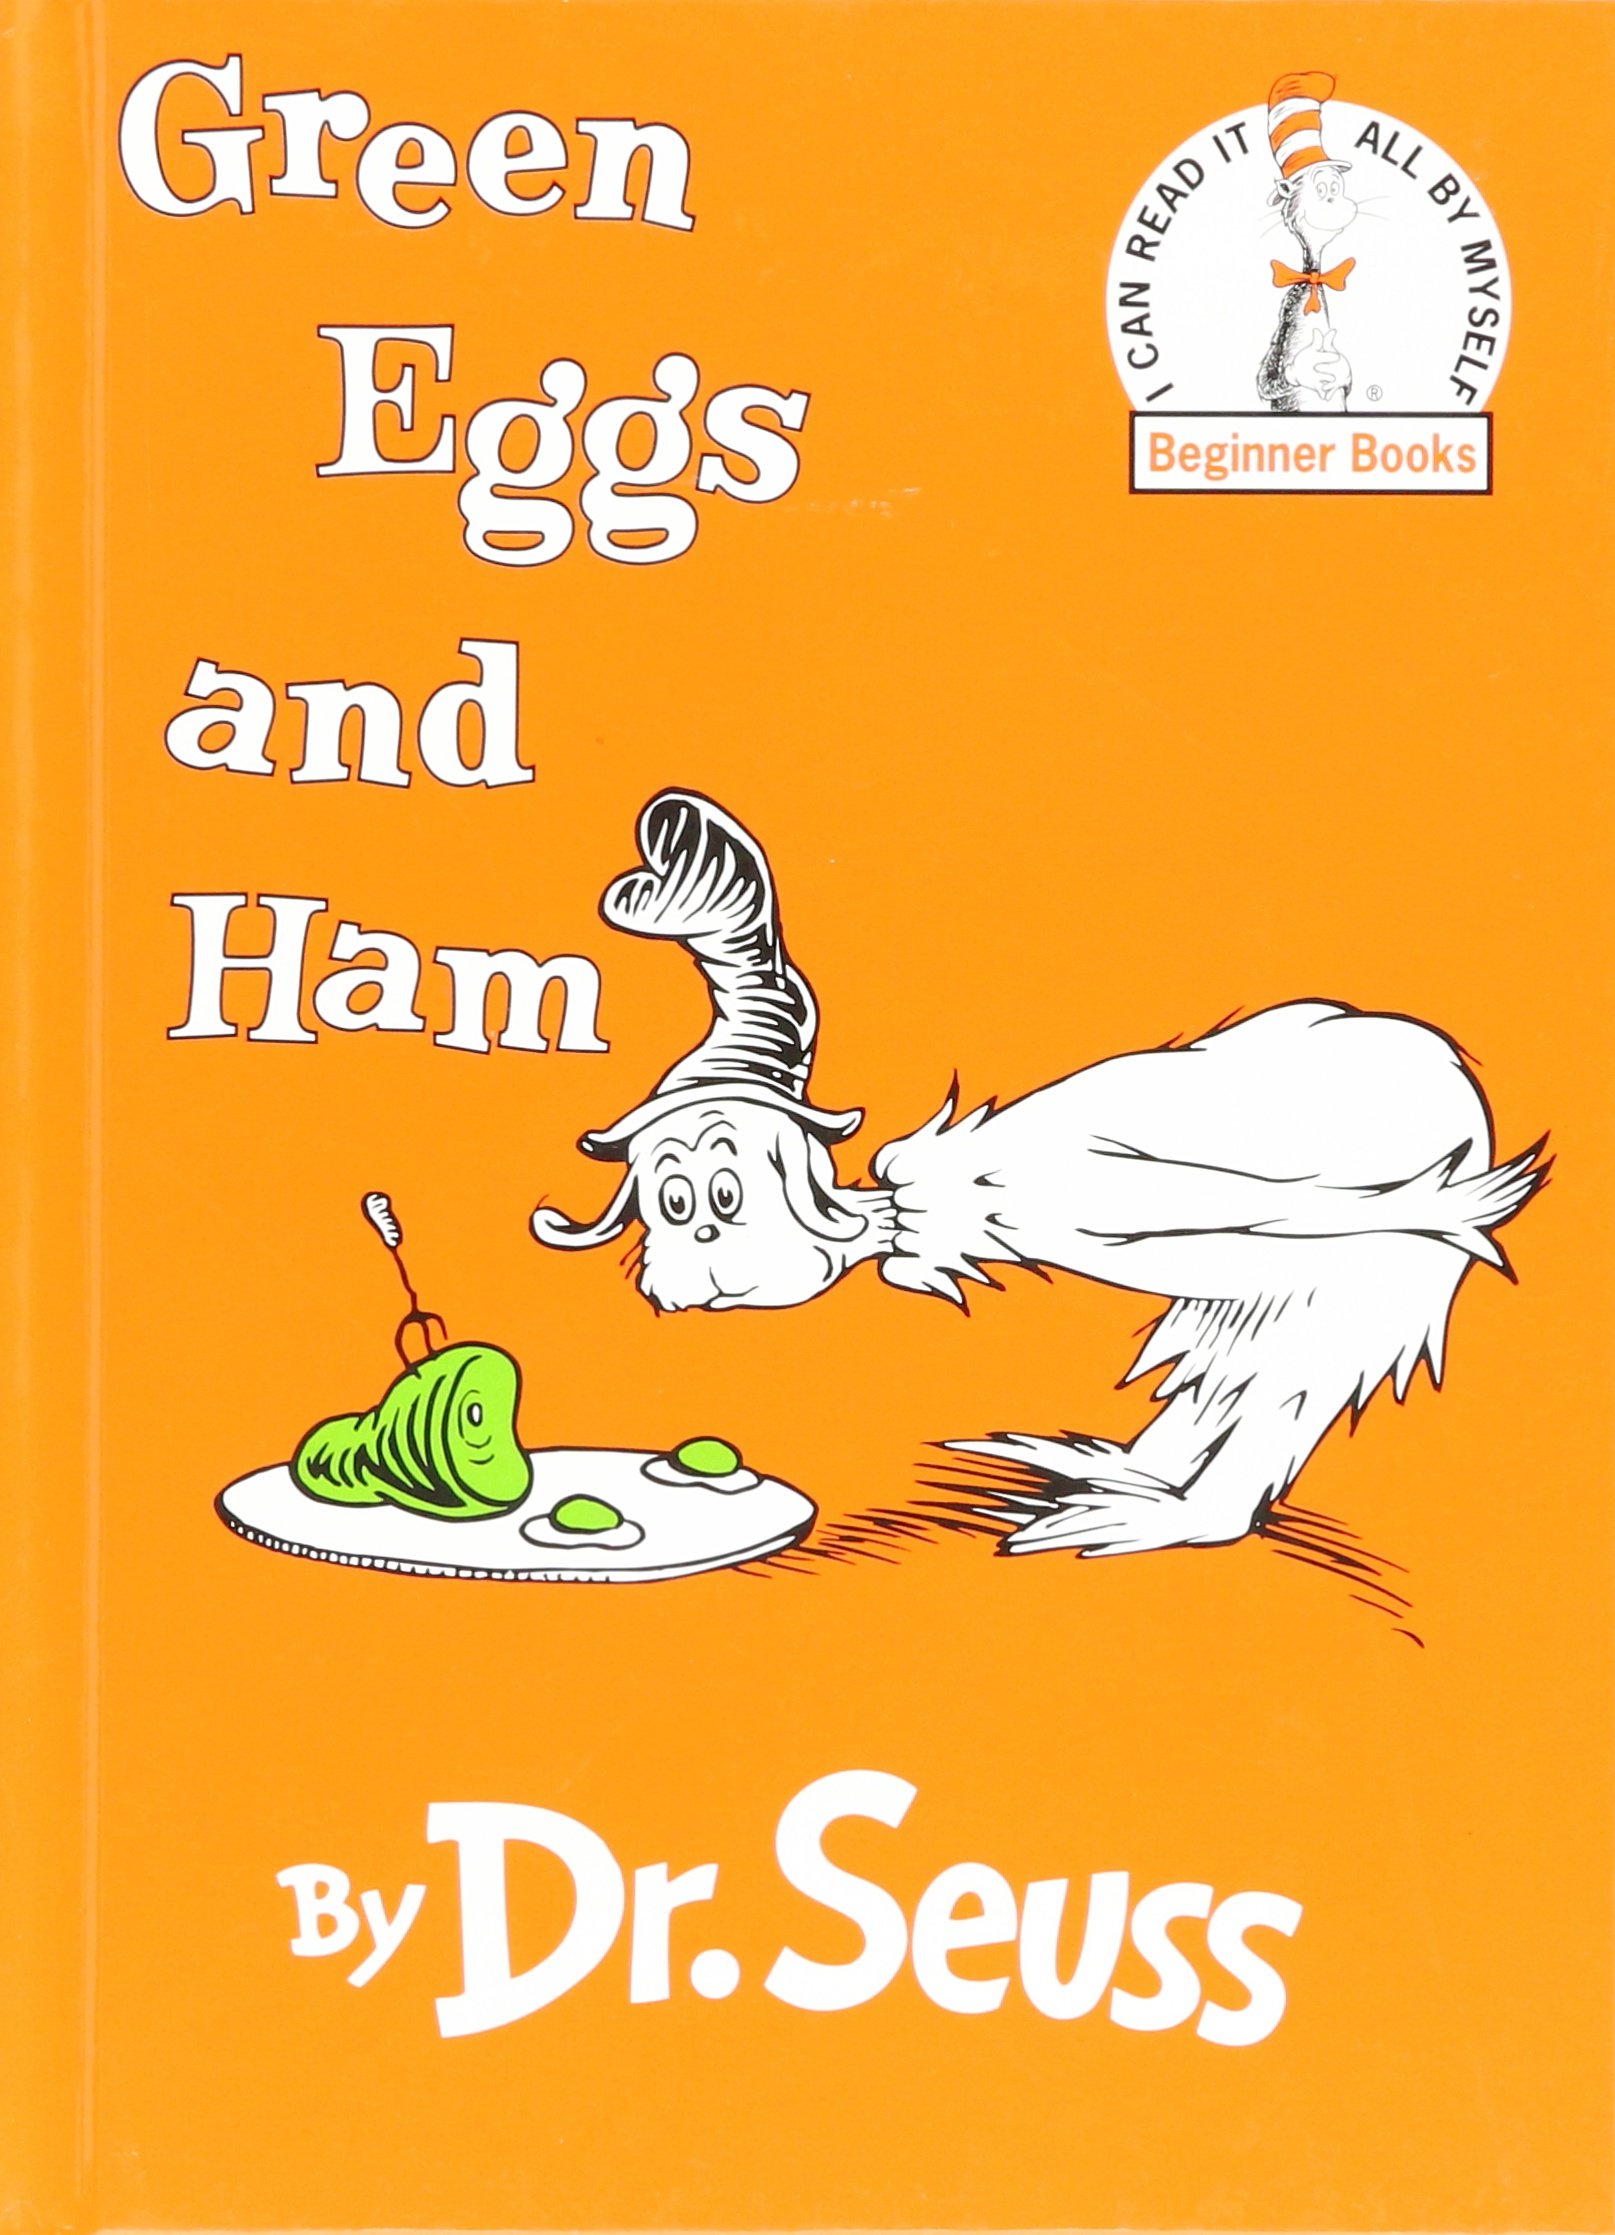 Green
Eggs
and
Ham
I CAN READ IT ALL BY MYSELF
®
Beginner Books
By Dr. Seuss